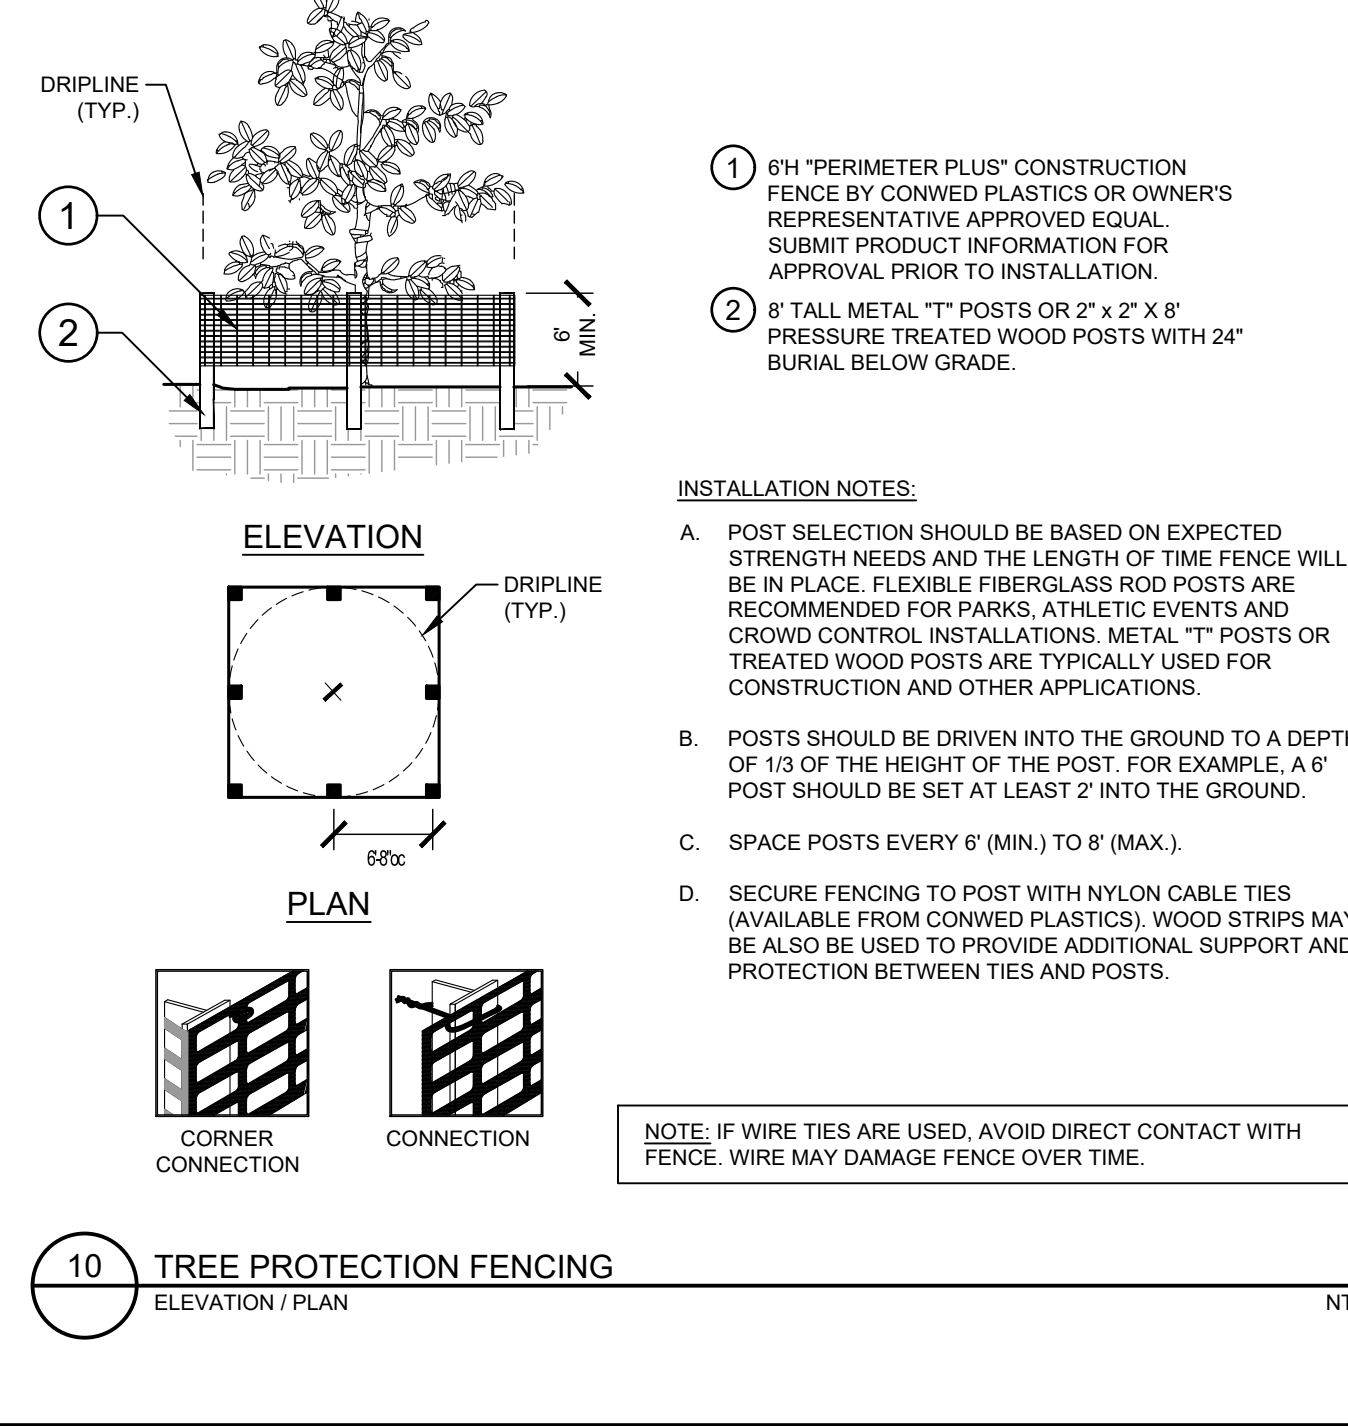 DRIPLINE
(TYP.)
1
2
6'
MIN.
1 6'H "PERIMETER PLUS" CONSTRUCTION
FENCE BY CONWED PLASTICS OR OWNER'S
REPRESENTATIVE APPROVED EQUAL.
SUBMIT PRODUCT INFORMATION FOR
APPROVAL PRIOR TO INSTALLATION.
2 8' TALL METAL "T" POSTS OR 2" x 2" X 8'
PRESSURE TREATED WOOD POSTS WITH 24"
BURIAL BELOW GRADE.
ELEVATION
DRIPLINE
(TYP.)
6'-8"oc
PLAN
CORNER
CONNECTION
CONNECTION
INSTALLATION NOTES:
A. POST SELECTION SHOULD BE BASED ON EXPECTED
STRENGTH NEEDS AND THE LENGTH OF TIME FENCE WILL
BE IN PLACE. FLEXIBLE FIBERGLASS ROD POSTS ARE
RECOMMENDED FOR PARKS, ATHLETIC EVENTS AND
CROWD CONTROL INSTALLATIONS. METAL "T" POSTS OR
TREATED WOOD POSTS ARE TYPICALLY USED FOR
CONSTRUCTION AND OTHER APPLICATIONS.
B. POSTS SHOULD BE DRIVEN INTO THE GROUND TO A DEPTH
OF 1/3 OF THE HEIGHT OF THE POST. FOR EXAMPLE, A 6'
POST SHOULD BE SET AT LEAST 2' INTO THE GROUND.
C. SPACE POSTS EVERY 6' (MIN.) TO 8' (MAX.).
D. SECURE FENCING TO POST WITH NYLON CABLE TIES
(AVAILABLE FROM CONWED PLASTICS). WOOD STRIPS MAY
BE ALSO BE USED TO PROVIDE ADDITIONAL SUPPORT AND
PROTECTION BETWEEN TIES AND POSTS.
NOTE: IF WIRE TIES ARE USED, AVOID DIRECT CONTACT WITH
FENCE. WIRE MAY DAMAGE FENCE OVER TIME.
10 TREE PROTECTION FENCING
ELEVATION / PLAN